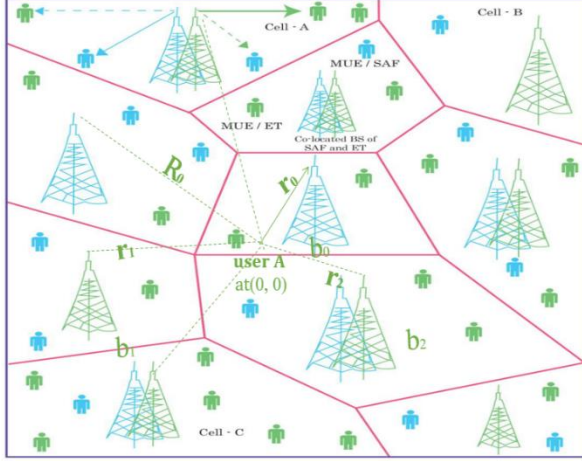 Cell - B
Cell - A
MUE / SAF
MUE / ET
Co-located BS of
SAF and ET
R₀
r₀
r₁
user A
at(0, 0)
b₀
r₂
b₁
b₂
Cell - C